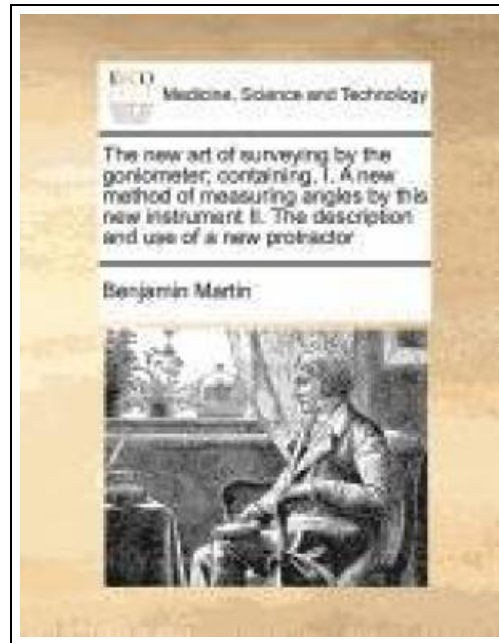 ECCO
Medicine, Science and Technology
The new art of surveying by the
goniometer; containing, I. A new
method of measuring angles by this
new instrument II. The description
and use of a new protractor
Benjamin Martin